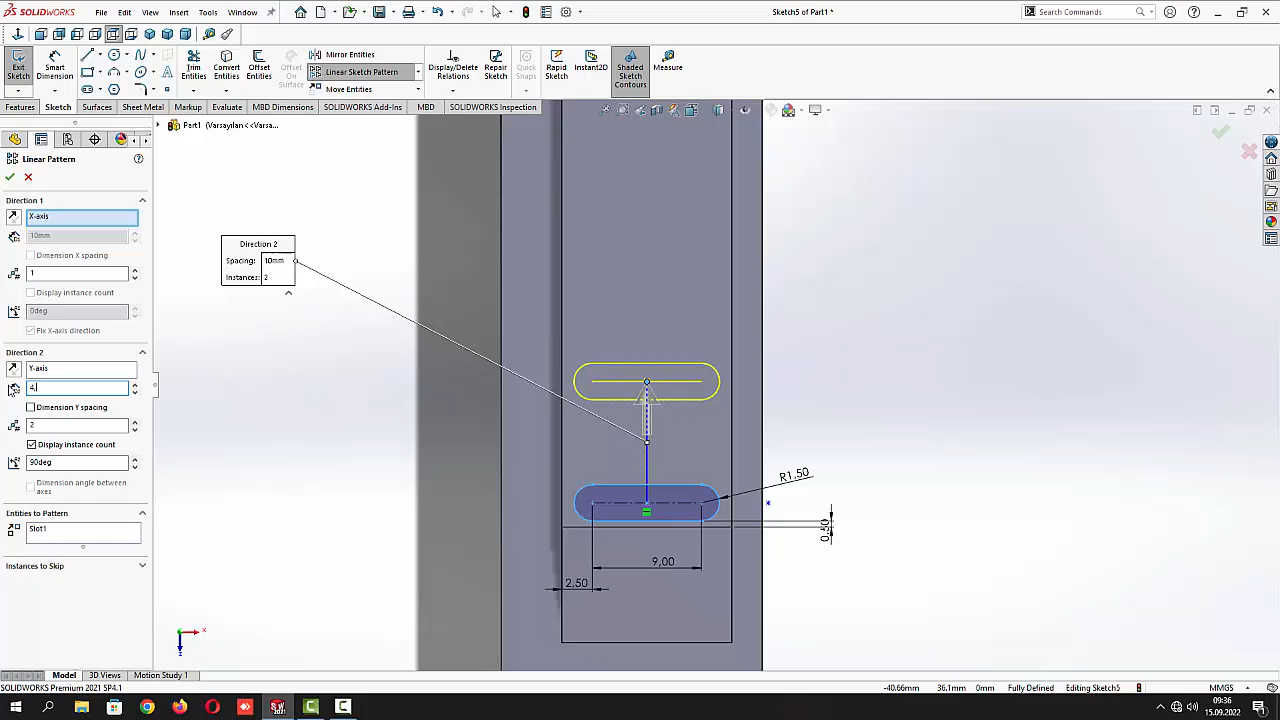 SOLIDWORKS
File Edit View Insert Tools Window
Sketch5 of Part1 *
Search Commands
Exit Sketch
Smart Dimension
Trim Entities
Convert Entities
Offset Entities
Offset On Surface
Mirror Entities
Linear Sketch Pattern
Move Entities
Display/Delete Relations
Repair Sketch
Quick Snaps
Rapid Sketch
Instant2D
Shaded Sketch Contours
Measure
Features Sketch Surfaces Sheet Metal Markup Evaluate MBD Dimensions SOLIDWORKS Add-Ins MBD SOLIDWORKS Inspection
Part1 (Varsayılan<<Varsa...
Linear Pattern
Direction 1
X-axis
10mm
Dimension X spacing
1
Display instance count
0deg
Fix X-axis direction
Direction 2
Y-axis
4,
Dimension Y spacing
2
Display instance count
90deg
Dimension angle between
axes
Entities to Pattern
Slot1
Instances to Skip
Direction 2
Spacing: 10mm
Instances: 2
R1,50
0,50
9,00
2,50
x
z
Model 3D Views Motion Study 1
SOLIDWORKS Premium 2021 SP4.1
-40.66mm 36.1mm 0mm Fully Defined Editing Sketch5
MMGS
09:36
15.09.2022